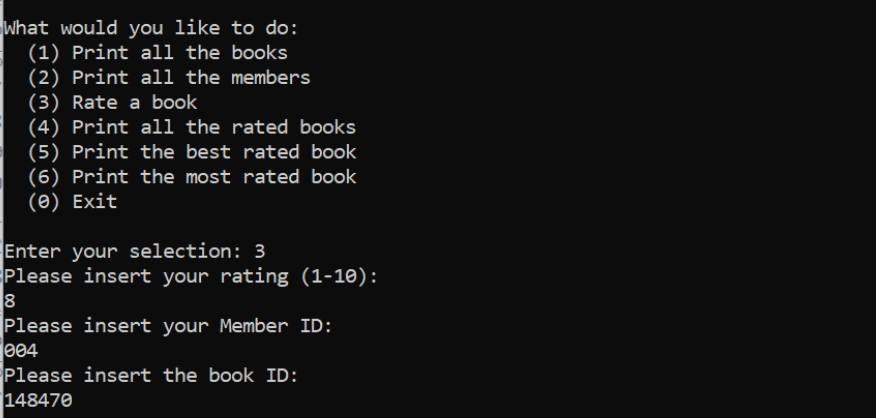 What would you like to do:
(1) Print all the books
(2) Print all the members
(3) Rate a book
(4) Print all the rated books
(5) Print the best rated book
(6) Print the most rated book
(0) Exit
Enter your selection: 3
Please insert your rating (1-10):
8
Please insert your Member ID:
004
Please insert the book ID:
148470